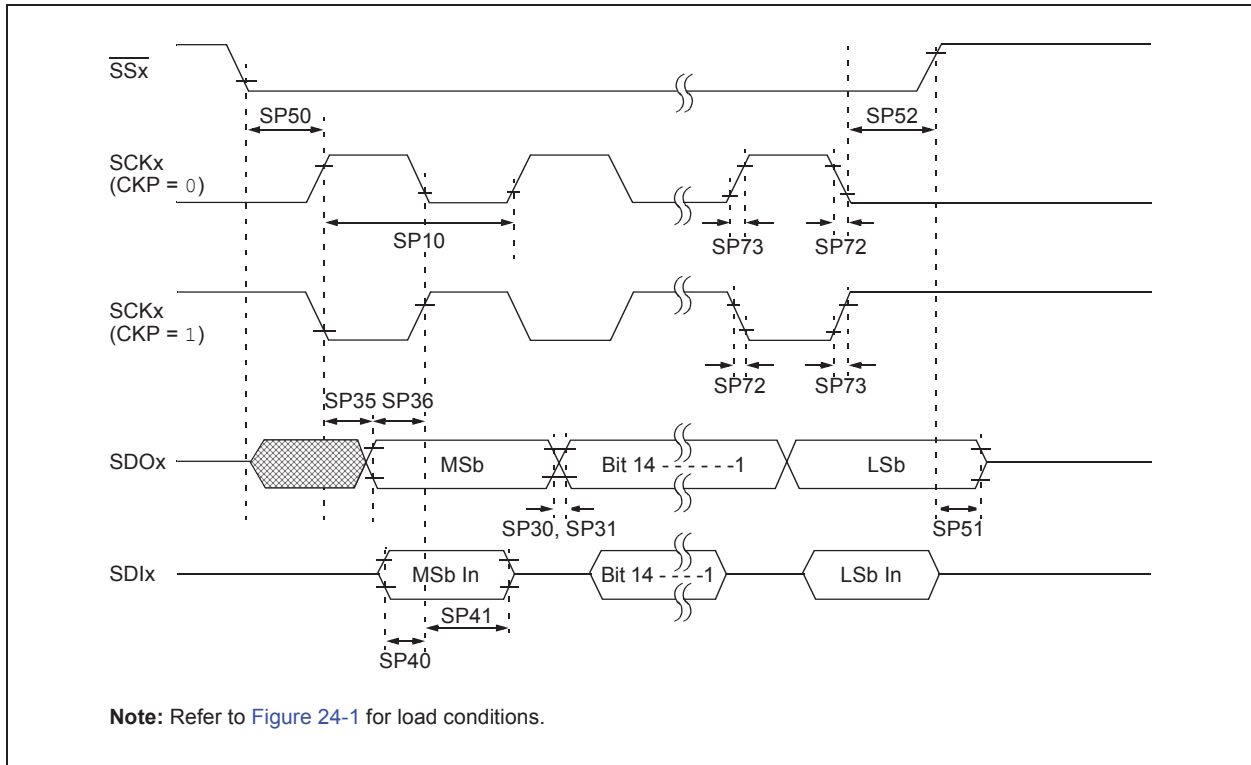 SSx
SP50
SP52
SCKx
(CKP = 0)
SP10
SP73
SP72
SCKx
(CKP = 1)
SP72
SP73
SP35 SP36
SDOx
MSb
Bit 14 - - - - - -1
LSb
SP30, SP31
SP51
SDIx
MSb In
Bit 14 - - - - -1
LSb In
SP41
SP40
Note: Refer to Figure 24-1 for load conditions.